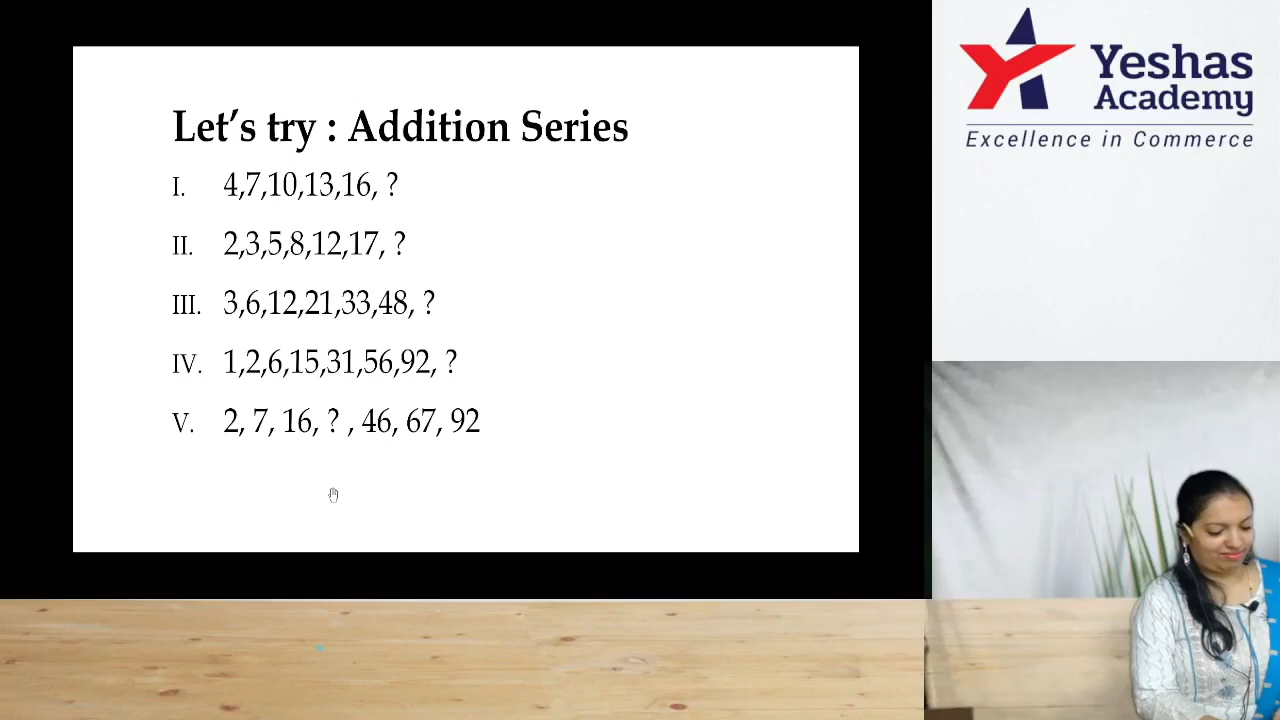 Let's try : Addition Series
I. 4,7,10,13,16, ?
II. 2,3,5,8,12,17, ?
III. 3,6,12,21,33,48, ?
IV. 1,2,6,15,31,56,92, ?
V. 2, 7, 16, ? , 46, 67, 92
Yeshas
Academy
Excellence in Commerce